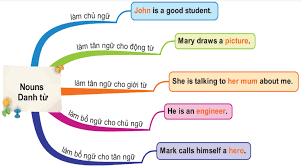 Nouns
Danh từ
làm chủ ngữ
John is a good student.
làm tân ngữ cho động từ
Mary draws a picture.
làm tân ngữ cho giới từ
She is talking to her mum about me.
làm bổ ngữ cho chủ ngữ
He is an engineer.
làm bổ ngữ cho tân ngữ
Mark calls himself a hero.